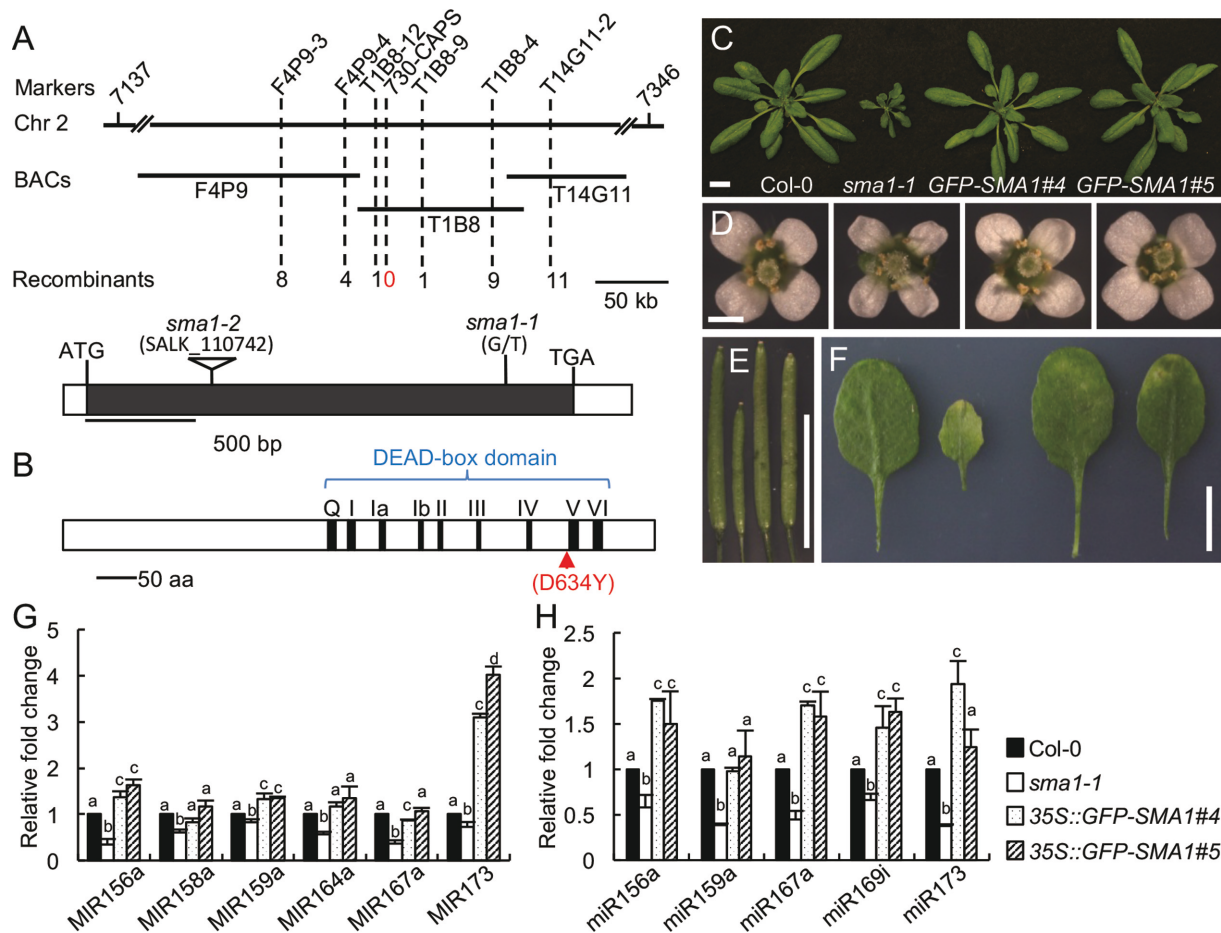 A
Markers
7137
F4P9-3
F4P9-4
T1B8-12
730-CAPS
T1B8-9
T1B8-4
T14G11-2
7346
Chr 2
BACs
F4P9
T1B8
T14G11
Recombinants
8 4 1 0 1 9 11
50 kb
sma1-2
(SALK_110742)
sma1-1
(G/T)
ATG
TGA
500 bp
B
DEAD-box domain
Q I Ia Ib II III IV V VI
50 aa
(D634Y)
C
Col-0 sma1-1 GFP-SMA1#4 GFP-SMA1#5
D
E
F
G
Relative fold change
5
4
3
2
1
0
a b c c
a b a a
a b c c
a b a a
a b c a
a b c d
MIR156a
MIR158a
MIR159a
MIR164a
MIR167a
MIR173
H
Relative fold change
2.5
2
1.5
1
0.5
0
a b c c
a b a a
a b c c
a b c c
a b c a
miR156a
miR159a
miR167a
miR169i
miR173
Col-0
sma1-1
35S::GFP-SMA1#4
35S::GFP-SMA1#5